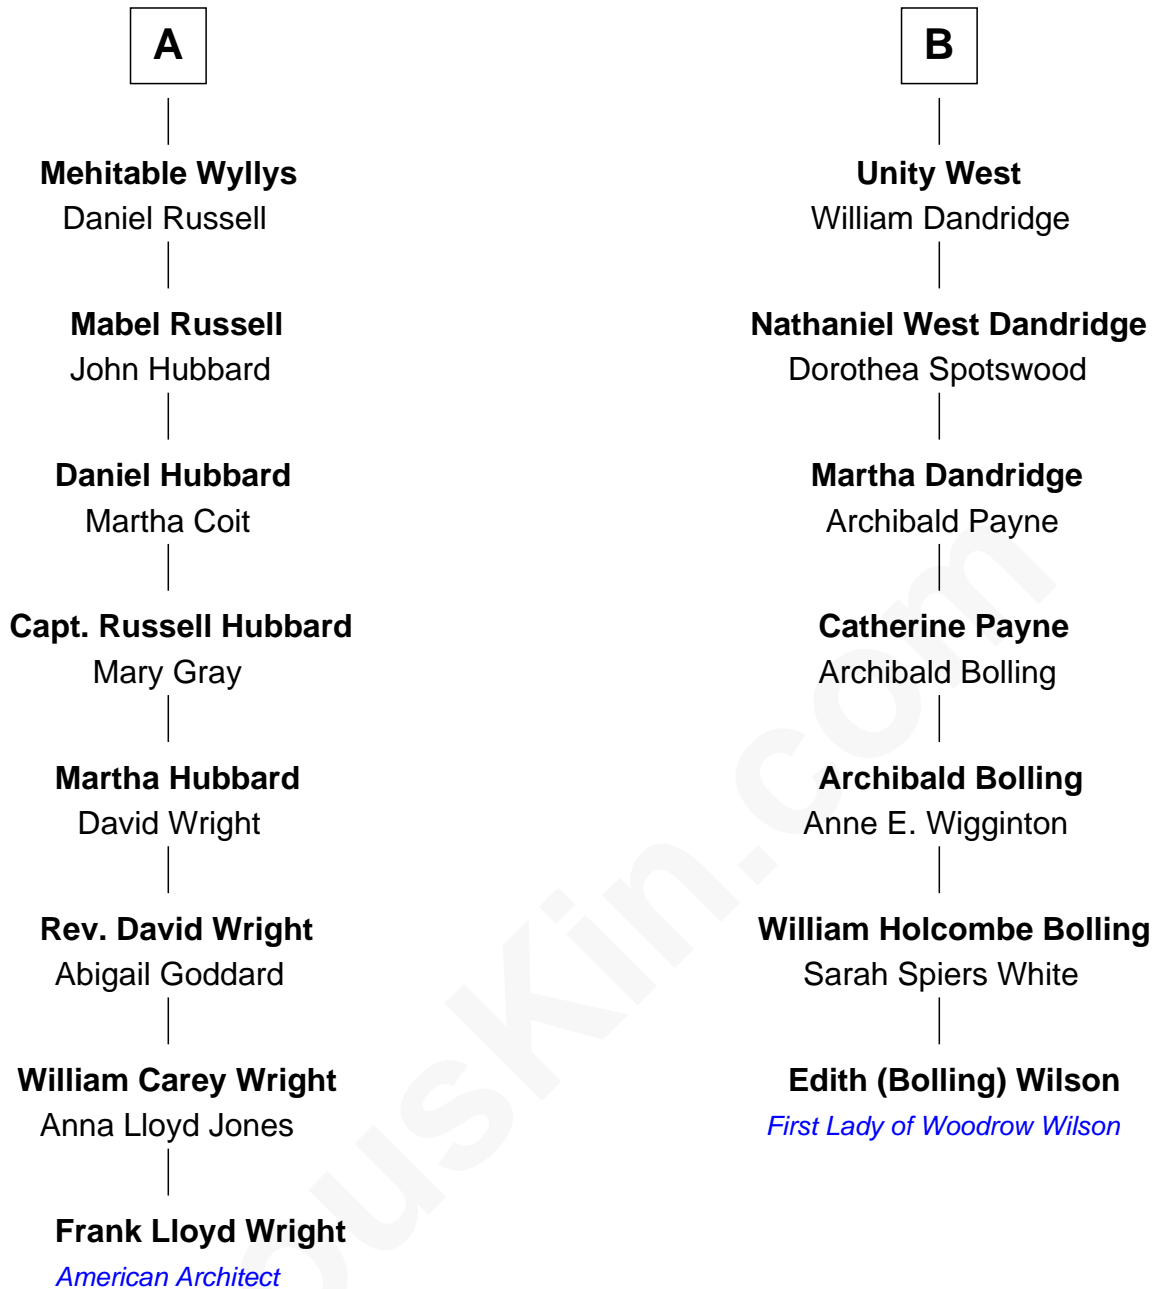 A
Mehitable Wyllys
Daniel Russell
Mabel Russell
John Hubbard
Daniel Hubbard
Martha Coit
Capt. Russell Hubbard
Mary Gray
Martha Hubbard
David Wright
Rev. David Wright
Abigail Goddard
William Carey Wright
Anna Lloyd Jones
Frank Lloyd Wright
American Architect
B
Unity West
William Dandridge
Nathaniel West Dandridge
Dorothea Spotswood
Martha Dandridge
Archibald Payne
Catherine Payne
Archibald Bolling
Archibald Bolling
Anne E. Wigginton
William Holcombe Bolling
Sarah Spiers White
Edith (Bolling) Wilson
First Lady of Woodrow Wilson
ousKin.com